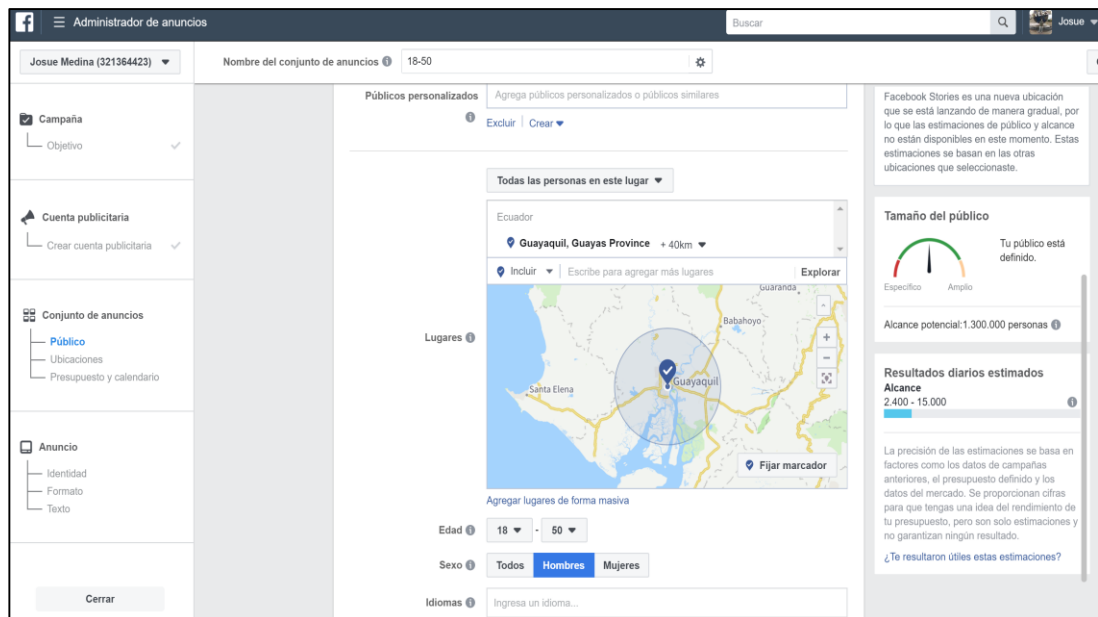 f
Administrador de anuncios
Buscar
Josue
Josue Medina (321364423)
Nombre del conjunto de anuncios
18-50
Campaña
Objetivo
Cuenta publicitaria
Crear cuenta publicitaria
Conjunto de anuncios
Público
Ubicaciones
Presupuesto y calendario
Anuncio
Identidad
Formato
Texto
Cerrar
Públicos personalizados
Agrega públicos personalizados o públicos similares
Excluir
Crear
Todas las personas en este lugar
Ecuador
Guayaquil, Guayas Province + 40km
Incluir
Escribe para agregar más lugares
Explorar
Lugares
Guaranda
Babahoyo
Guayaquil
Santa Elena
Fijar marcador
Agregar lugares de forma masiva
Edad
18 - 50
Sexo
Todos
Hombres
Mujeres
Idiomas
Ingresa un idioma...
Facebook Stories es una nueva ubicación
que se está lanzando de manera gradual, por
lo que las estimaciones de público y alcance
no están disponibles en este momento. Estas
estimaciones se basan en las otras
ubicaciones que seleccionaste.
Tamaño del público
Tu público está
definido.
Específico
Amplio
Alcance potencial:1.300.000 personas
Resultados diarios estimados
Alcance
2.400 - 15.000
La precisión de las estimaciones se basa en
factores como los datos de campañas
anteriores, el presupuesto definido y los
datos del mercado. Se proporcionan cifras
para que tengas una idea del rendimiento de
tu presupuesto, pero son solo estimaciones y
no garantizan ningún resultado.
¿Te resultaron útiles estas estimaciones?